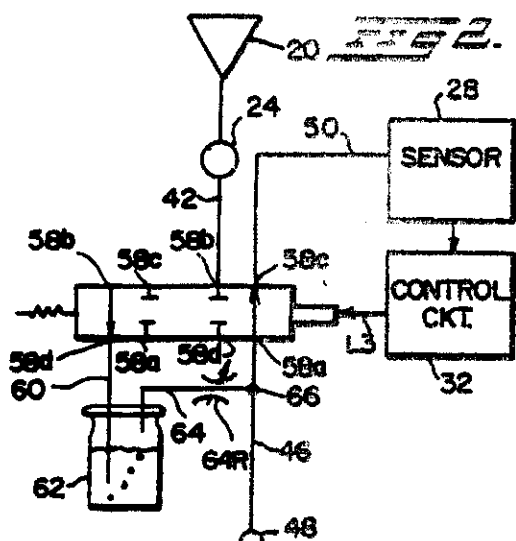 20
Fig. 2.
28
24
50
SENSOR
42
58b
58c
58b
58c
CONTROL
CKT.
58d
58a
58d
58a
L3
32
60
64
66
64R
46
62
48